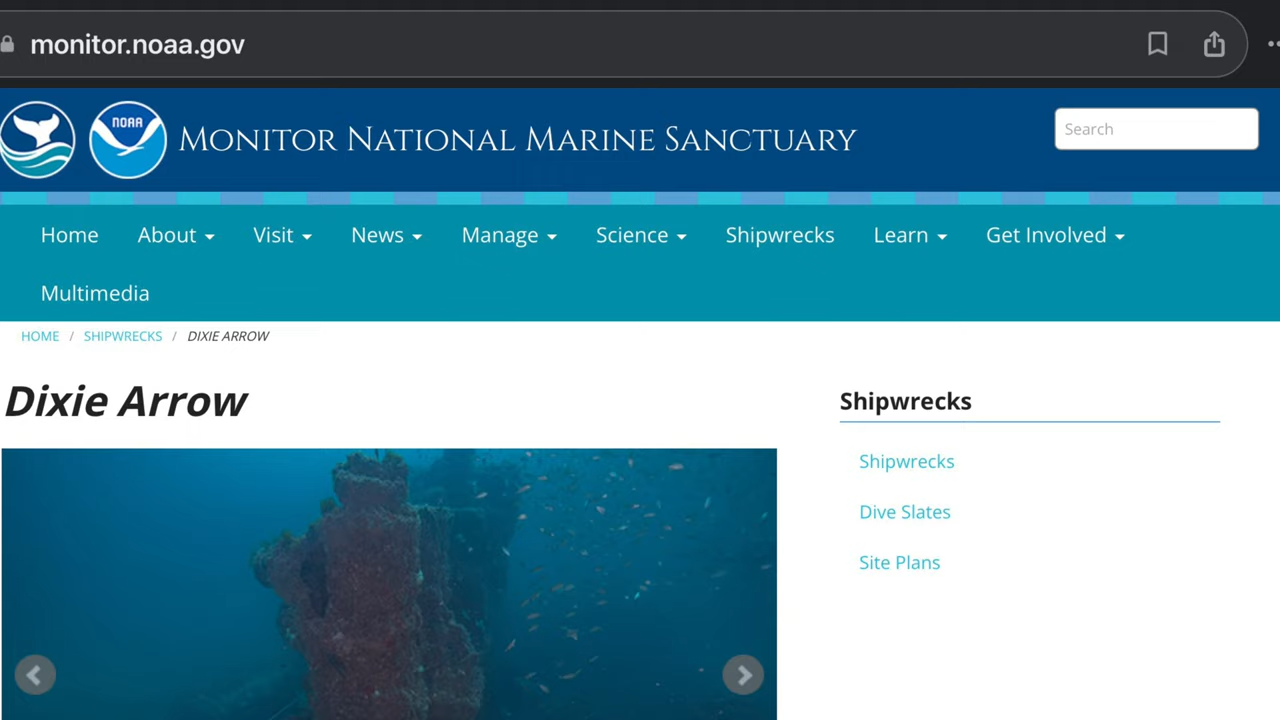 monitor.noaa.gov
NOAA
MONITOR NATIONAL MARINE SANCTUARY
Search
Home About Visit News Manage Science Shipwrecks Learn Get Involved
Multimedia
HOME / SHIPWRECKS / DIXIE ARROW
Dixie Arrow
Shipwrecks
Shipwrecks
Dive Slates
Site Plans